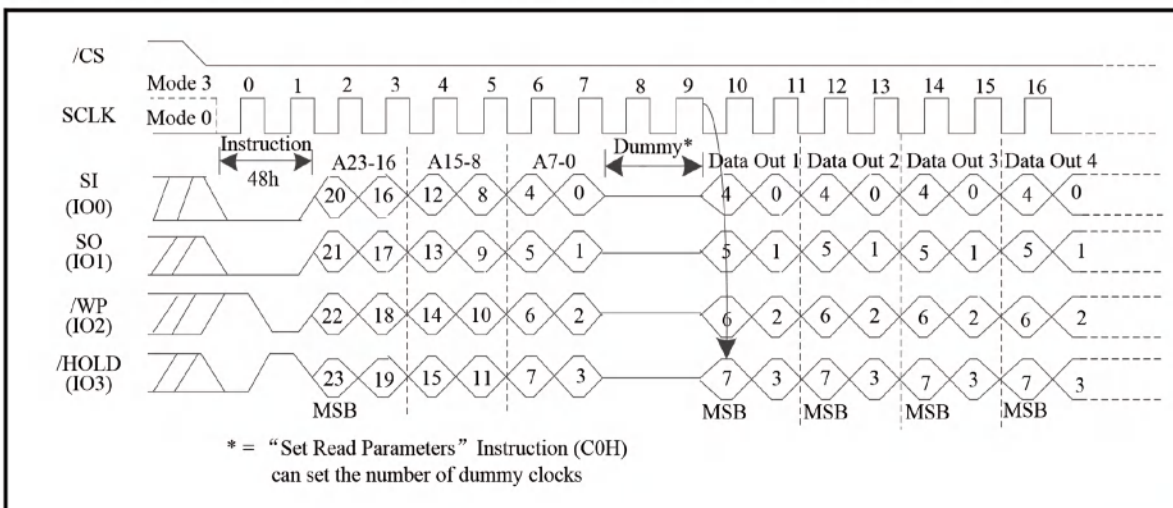 /CS
Mode 3 0 1 2 3 4 5 6 7 8 9 10 11 12 13 14 15 16
SCLK Mode 0
Instruction A23-16 A15-8 A7-0 Dummy* Data Out 1 Data Out 2 Data Out 3 Data Out 4
48h
SI
(IO0) 20 16 12 8 4 0 4 0 4 0 4 0 4 0
SO
(IO1) 21 17 13 9 5 1 5 1 5 1 5 1 5 1
/WP
(IO2) 22 18 14 10 6 2 6 2 6 2 6 2 6 2
/HOLD
(IO3) 23 19 15 11 7 3 7 3 7 3 7 3 7 3
MSB MSB MSB MSB MSB
* = “Set Read Parameters” Instruction (C0H)
can set the number of dummy clocks